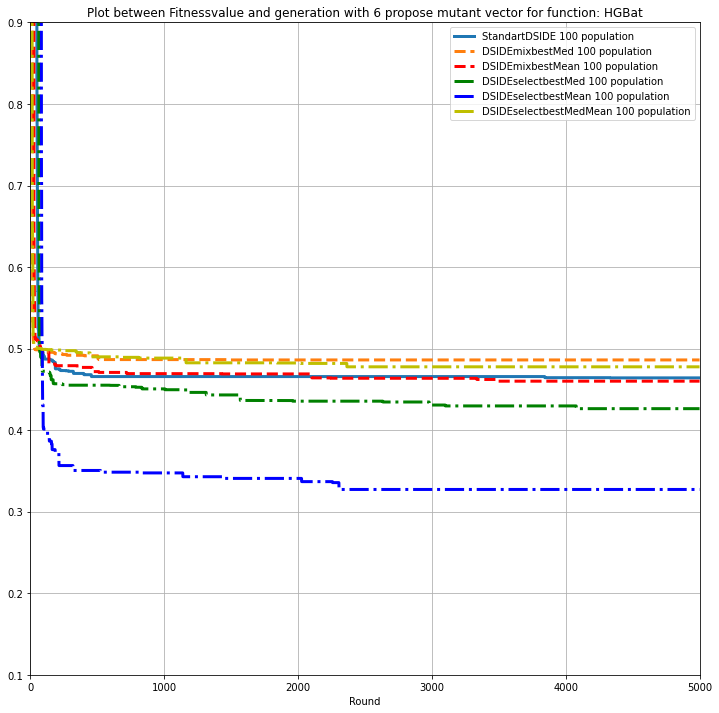 Plot between Fitnessvalue and generation with 6 propose mutant vector for function: HGBat
StandartDSIDE 100 population
DSIDEmixbestMed 100 population
DSIDEmixbestMean 100 population
DSIDEselectbestMed 100 population
DSIDEselectbestMean 100 population
DSIDEselectbestMedMean 100 population
0.9
0.8
0.7
0.6
0.5
0.4
0.3
0.2
0.1
0 1000 2000 3000 4000 5000
Round